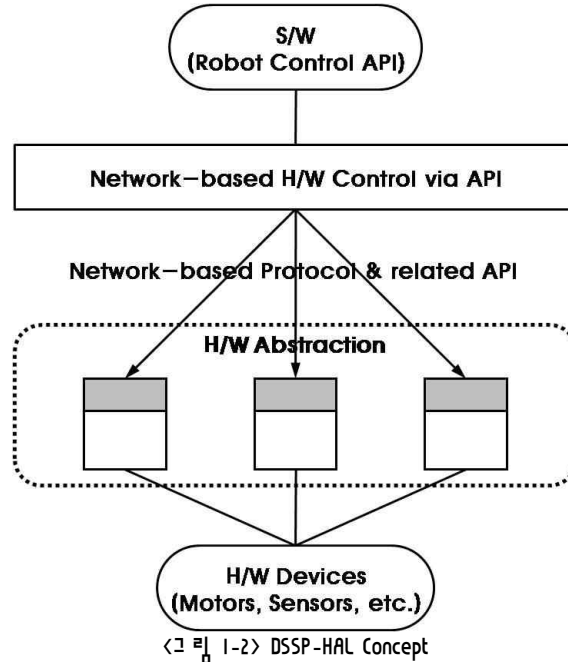 S/W
(Robot Control API)
Network-based H/W Control via API
Network-based Protocol & related API
H/W Abstraction
H/W Devices
(Motors, Sensors, etc.)
<그림 1-2> DSSP-HAL Concept